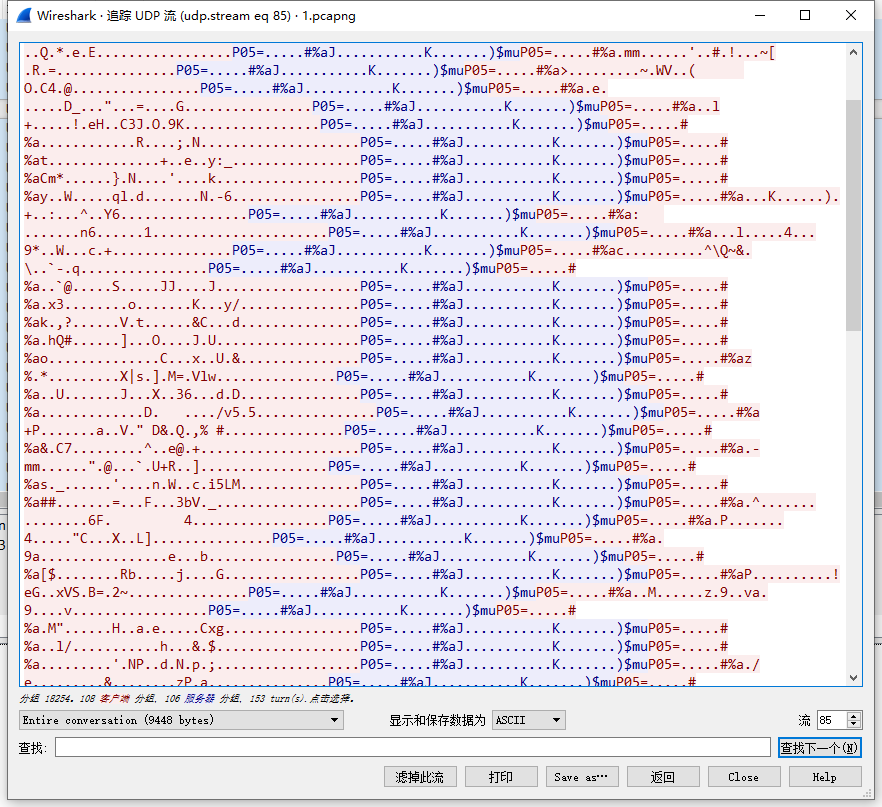 Wireshark · 追踪 UDP 流 (udp.stream eq 85) · 1.pcapng
..Q.*.e.E.................P05=.....#%aJ...........K.......)$muP05=.....#%a.mm......'..#.!...~[
.R.=...............P05=.....#%aJ...........K.......)$muP05=.....#%a>.........~.WV..(
O.C4.@................P05=.....#%aJ...........K.......)$muP05=.....#%a.e.
.....D_..."...=....G................P05=.....#%aJ...........K.......)$muP05=.....#%a..l
+.....!.eH..C3J.O.9K.................P05=.....#%aJ...........K.......)$muP05=.....#
%a............R....;.N....................P05=.....#%aJ...........K.......)$muP05=.....#
%at..............+..e..y:_................P05=.....#%aJ...........K.......)$muP05=.....#
%aCm*......}.N....'.....k..................P05=.....#%aJ...........K.......)$muP05=.....#
%ay..W.....ql.d.......N.-6................P05=.....#%aJ...........K.......)$muP05=.....#%a...K......).
+..:...^..Y6................P05=.....#%aJ...........K.......)$muP05=.....#%a:
.......n6......1......................P05=.....#%aJ...........K.......)$muP05=.....#%a...l.....4...
9*..W...c.+...............P05=.....#%aJ...........K.......)$muP05=.....#%ac..........^\Q~&.
\..`-.q................P05=.....#%aJ...........K.......)$muP05=.....#
%a..`@.....S.....JJ....J..................P05=.....#%aJ...........K.......)$muP05=.....#
%a.x3........o.......K...y/...............P05=.....#%aJ...........K.......)$muP05=.....#
%ak.,?......V.t......&C...d...............P05=.....#%aJ...........K.......)$muP05=.....#
%a.hQ#......]...O....J.U..................P05=.....#%aJ...........K.......)$muP05=.....#
%ao..............C...x..U.&...............P05=.....#%aJ...........K.......)$muP05=.....#%az
%.*.........X|s.].M=.Vlw...............P05=.....#%aJ...........K.......)$muP05=.....#
%a..U.......J...X..36...d.D...............P05=.....#%aJ...........K.......)$muP05=.....#
%a.............D.    ..../v5.5...............P05=.....#%aJ...........K.......)$muP05=.....#%a
+P.......a..V." D&.Q.,% #...............P05=.....#%aJ...........K.......)$muP05=.....#
%a&.C7.........^..e@.+....................P05=.....#%aJ...........K.......)$muP05=.....#%a.-
mm......".@...`.U+R..]................P05=.....#%aJ...........K.......)$muP05=.....#
%as._......'....n.W..c.i5LM...............P05=.....#%aJ...........K.......)$muP05=.....#
%a##.......=...F...3bV._..................P05=.....#%aJ...........K.......)$muP05=.....#%a.^.......
........6F.         4.................P05=.....#%aJ...........K.......)$muP05=.....#%a.P.......
4....."C...X..L]...............P05=.....#%aJ...........K.......)$muP05=.....#%a.
9a................e...b................P05=.....#%aJ...........K.......)$muP05=.....#
%a[$........Rb.....j....G.................P05=.....#%aJ...........K.......)$muP05=.....#%aP..........!
eG..xVS.B=.2~...............P05=.....#%aJ...........K.......)$muP05=.....#%a..M......z.9..va.
9....v.................P05=.....#%aJ...........K.......)$muP05=.....#
%a.M"......H..a.e.....Cxg.................P05=.....#%aJ...........K.......)$muP05=.....#
%a..l/...........h...&.$..................P05=.....#%aJ...........K.......)$muP05=.....#
%a.........'.NP..d.N.p.;..................P05=.....#%aJ...........K.......)$muP05=.....#%a./
e.........&........zP.a................P05=.....#%aJ...........K.......)$muP05=.....#
分组 18254。108 客户端 分组, 106 服务器 分组, 153 turn(s).点击选择。
Entire conversation (9448 bytes) 显示和保存数据为 ASCII 流 85
查找: 查找下一个(N)
滤掉此流 打印 Save as… 返回 Close Help